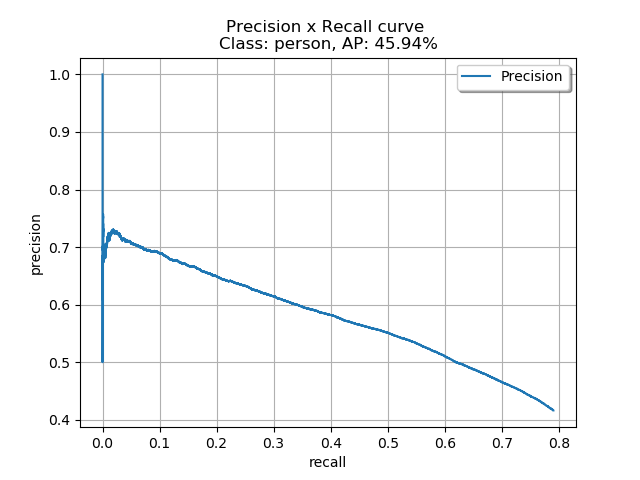 Precision x Recall curve
Class: person, AP: 45.94%
Precision
precision
1.0
0.9
0.8
0.7
0.6
0.5
0.4
0.0 0.1 0.2 0.3 0.4 0.5 0.6 0.7 0.8
recall